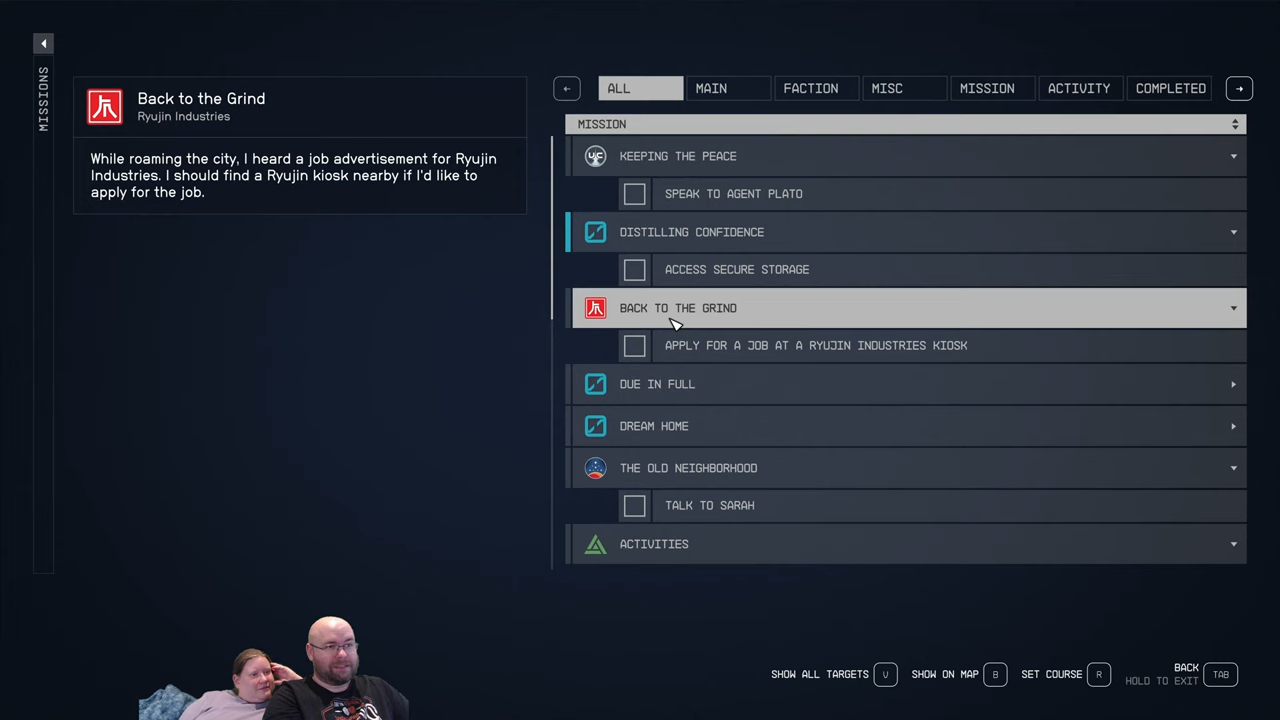 MISSIONS
Back to the Grind
Ryujin Industries
While roaming the city, I heard a job advertisement for Ryujin
Industries. I should find a Ryujin kiosk nearby if I'd like to
apply for the job.
ALL
MAIN
FACTION
MISC
MISSION
ACTIVITY
COMPLETED
MISSION
UC
KEEPING THE PEACE
SPEAK TO AGENT PLATO
DISTILLING CONFIDENCE
ACCESS SECURE STORAGE
BACK TO THE GRIND
APPLY FOR A JOB AT A RYUJIN INDUSTRIES KIOSK
DUE IN FULL
DREAM HOME
THE OLD NEIGHBORHOOD
TALK TO SARAH
ACTIVITIES
SHOW ALL TARGETS V
SHOW ON MAP B
SET COURSE R
BACK
HOLD TO EXIT TAB